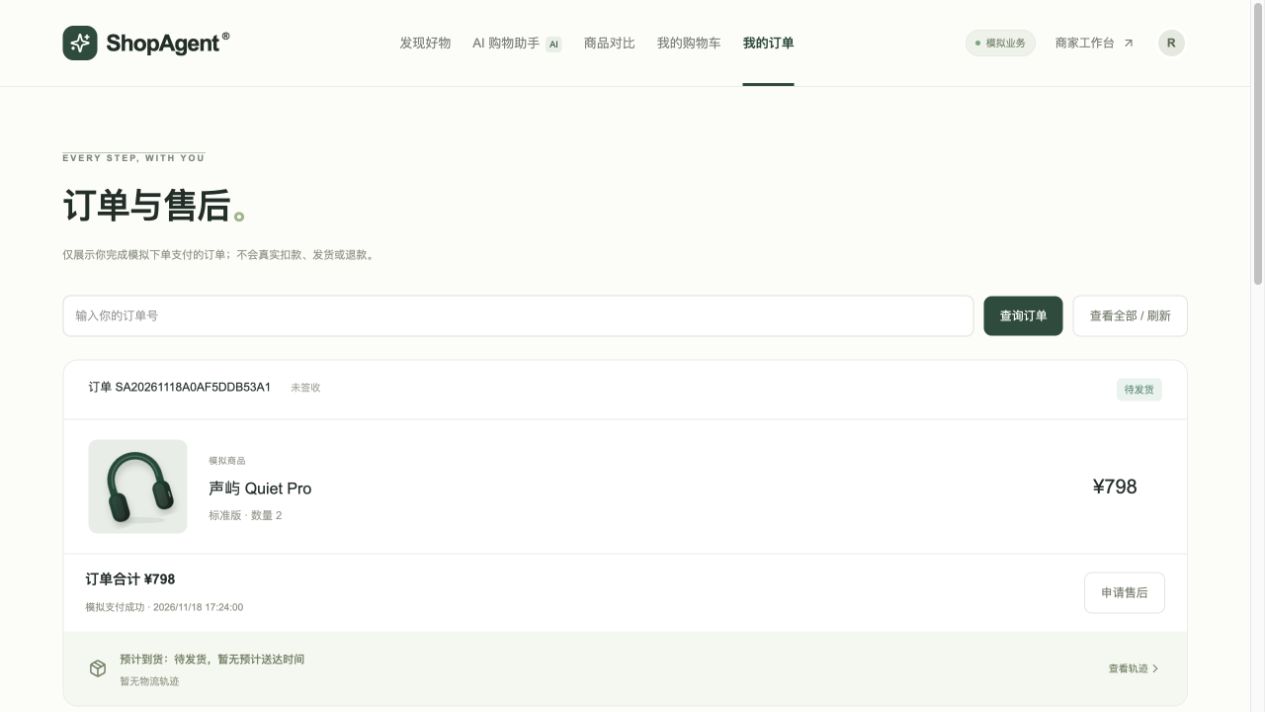 ShopAgent®
发现好物 AI 购物助手 AI 商品对比 我的购物车 我的订单 模拟业务 商家工作台 R
EVERY STEP, WITH YOU
订单与售后。
仅展示你完成模拟下单支付的订单；不会真实扣款、发货或退款。
输入你的订单号 查询订单 查看全部 / 刷新
订单 SA20261118A0AF5DDB53A1 未签收 待发货
模拟商品
声屿 Quiet Pro ¥798
标准版 · 数量 2
订单合计 ¥798
模拟支付成功 · 2026/11/18 17:24:00 申请售后
预计到货：待发货，暂无预计送达时间
暂无物流轨迹 查看轨迹